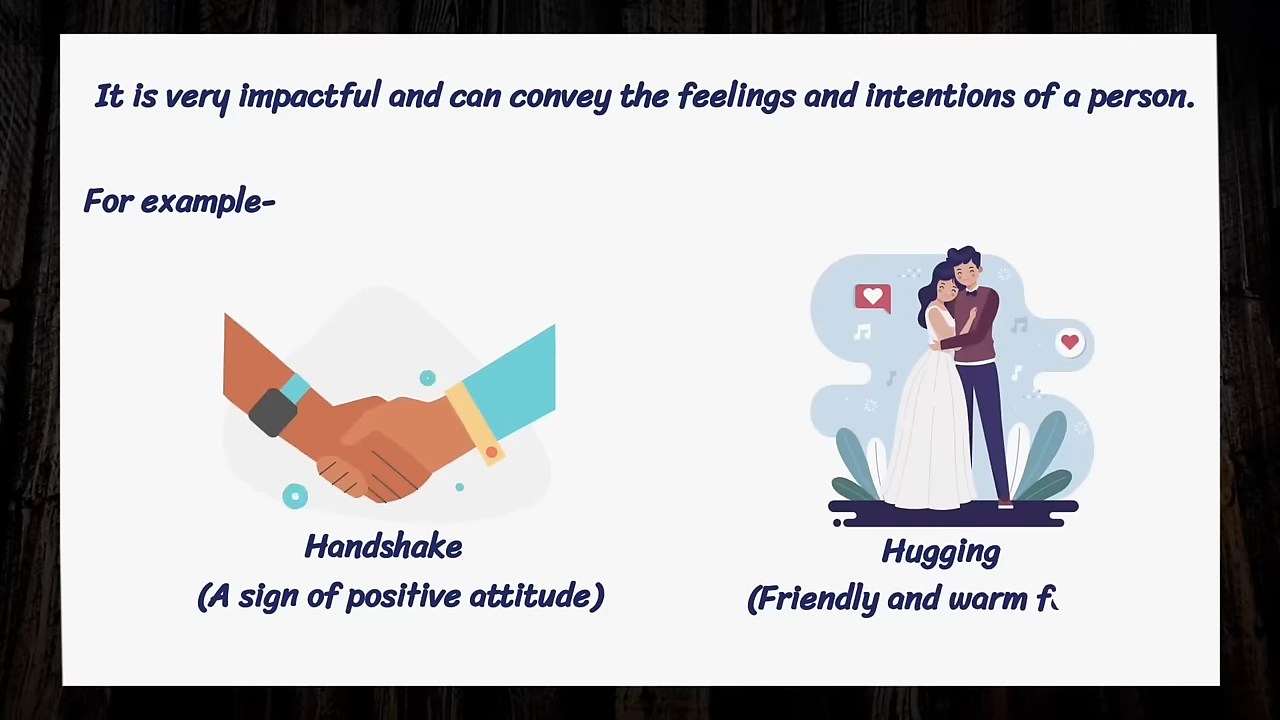 It is very impactful and can convey the feelings and intentions of a person.
For example-
Handshake
(A sign of positive attitude)
Hugging
(Friendly and warm